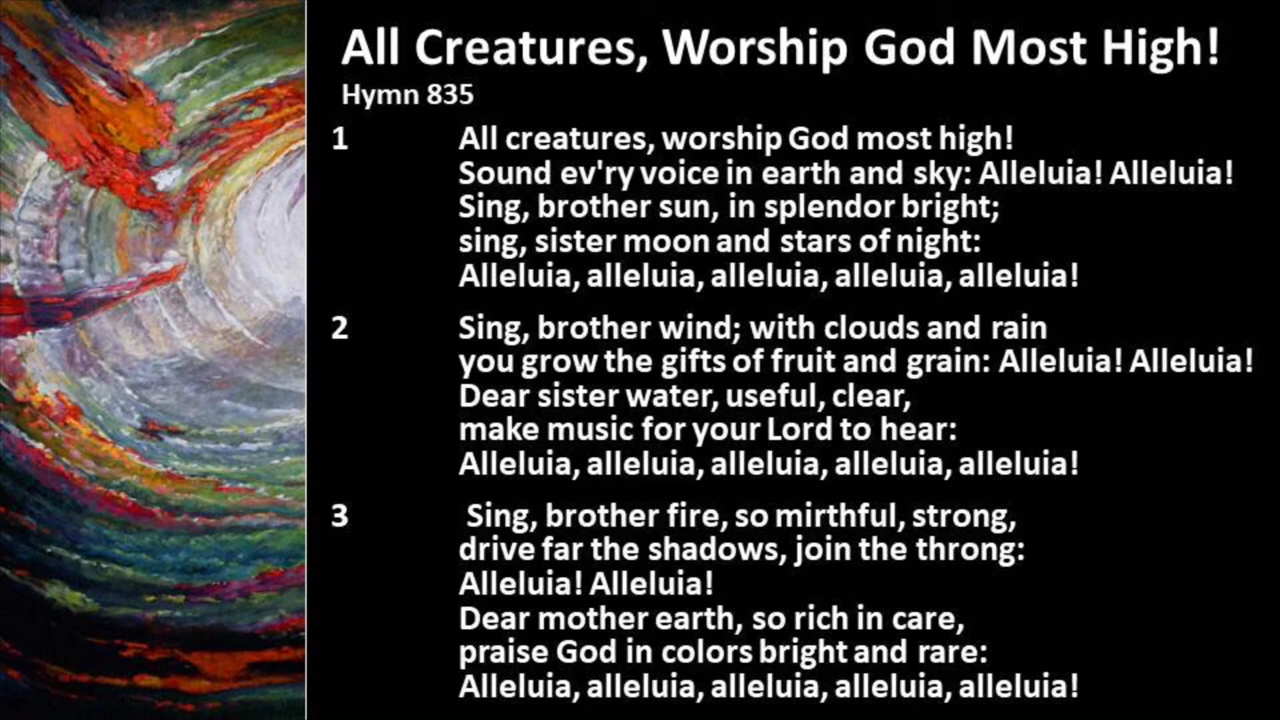 All Creatures, Worship God Most High!
Hymn 835
1 All creatures, worship God most high!
Sound ev'ry voice in earth and sky: Alleluia! Alleluia!
Sing, brother sun, in splendor bright;
sing, sister moon and stars of night:
Alleluia, alleluia, alleluia, alleluia, alleluia!
2 Sing, brother wind; with clouds and rain
you grow the gifts of fruit and grain: Alleluia! Alleluia!
Dear sister water, useful, clear,
make music for your Lord to hear:
Alleluia, alleluia, alleluia, alleluia, alleluia!
3 Sing, brother fire, so mirthful, strong,
drive far the shadows, join the throng:
Alleluia! Alleluia!
Dear mother earth, so rich in care,
praise God in colors bright and rare:
Alleluia, alleluia, alleluia, alleluia, alleluia!